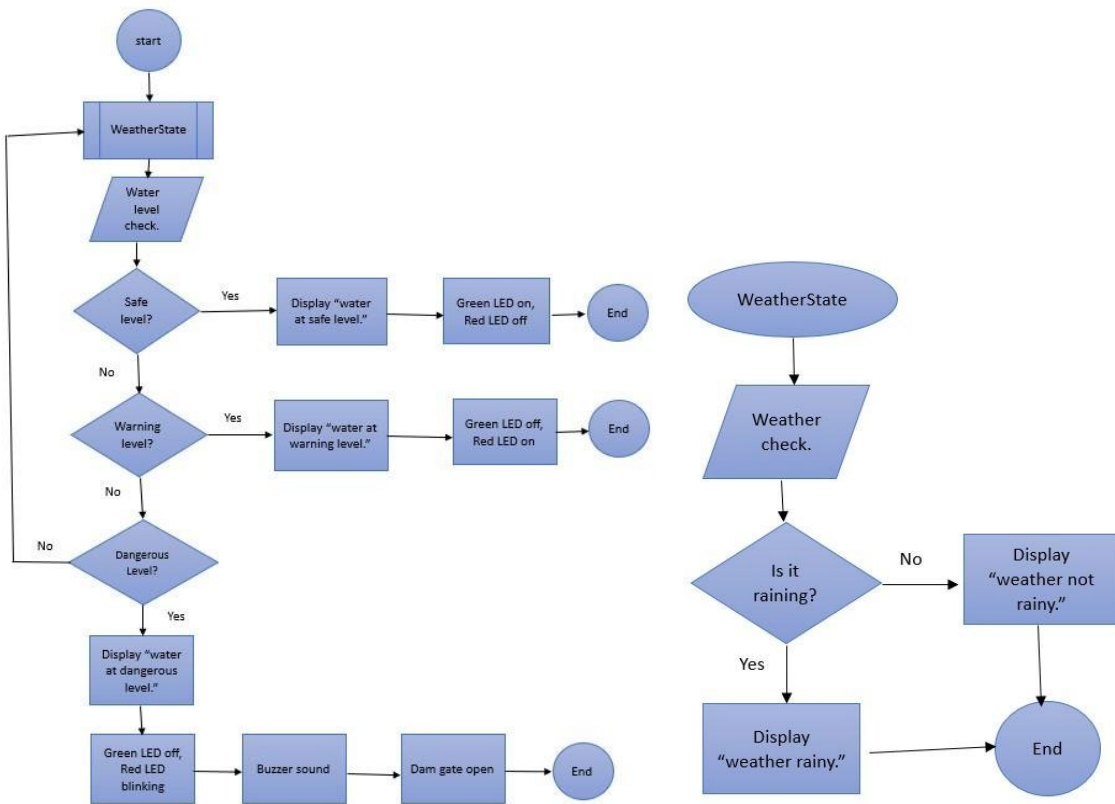 start
WeatherState
Water
level
check.
Safe
level?
Yes
Display “water
at safe level.”
Green LED on,
Red LED off
End
No
Warning
level?
Yes
Display “water at
warning level.”
Green LED off,
Red LED on
End
No
Dangerous
Level?
No
Yes
Display “water
at dangerous
level.”
Green LED off,
Red LED
blinking
Buzzer sound
Dam gate open
End
WeatherState
Weather
check.
Is it
raining?
No
Display
“weather not
rainy.”
Yes
Display
“weather rainy.”
End